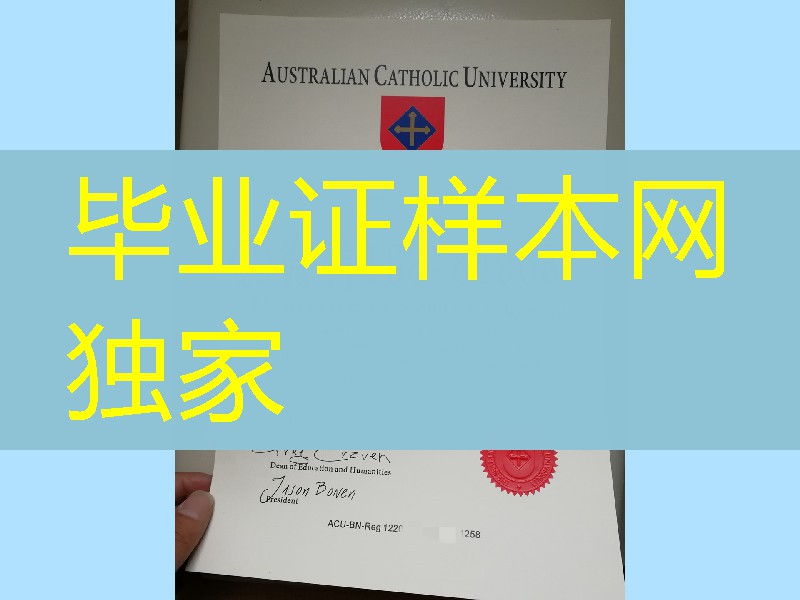 AUSTRALIAN CATHOLIC UNIVERSITY
毕业证样本网
独家
Dean of Education and Humanities
Jason Bowen
President
ACU-BN-Reg 122 1258